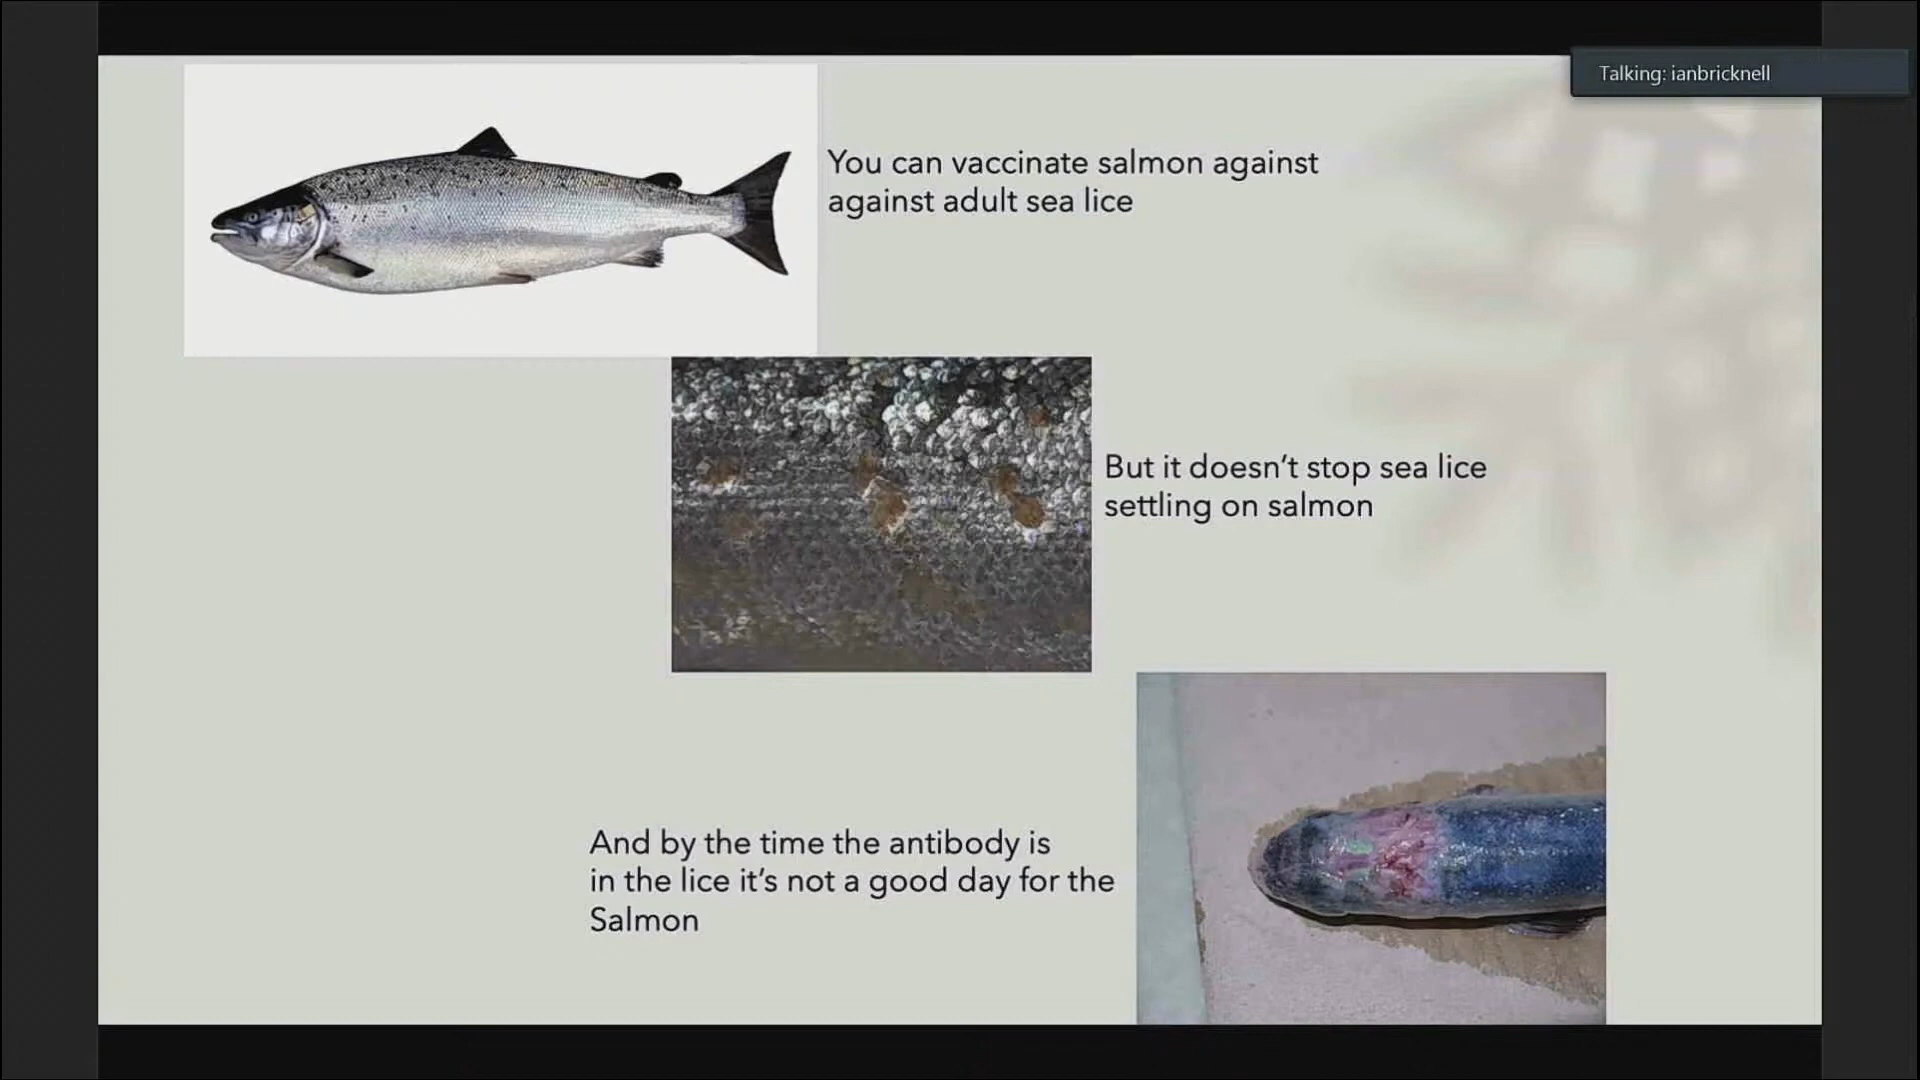 Talking: ianbricknell
You can vaccinate salmon against
against adult sea lice
But it doesn’t stop sea lice
settling on salmon
And by the time the antibody is
in the lice it’s not a good day for the
Salmon